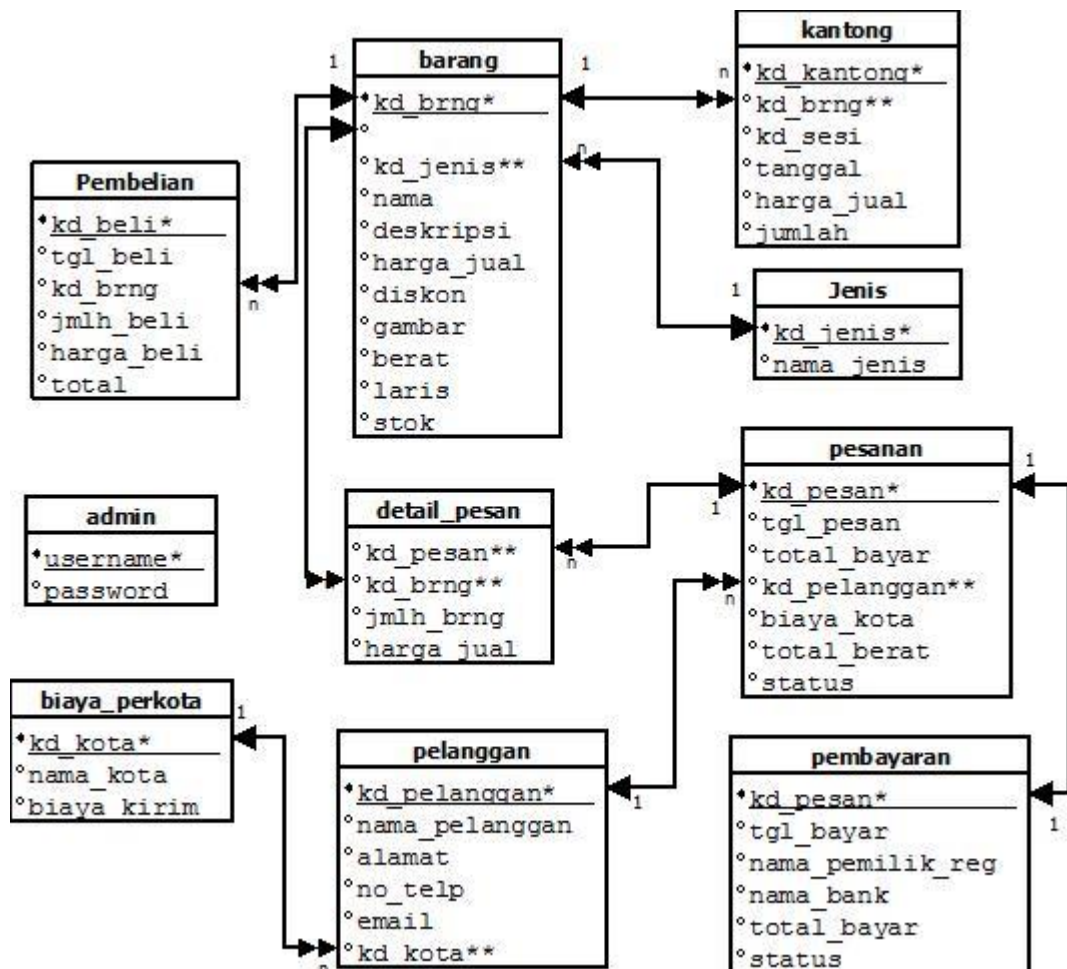 barang
kd_brng*
kd_jenis**
nama
deskripsi
harga_jual
diskon
gambar
berat
laris
stok
1
1
kantong
kd_kantong*
kd_brng**
kd_sesi
tanggal
harga_jual
jumlah
n
n
Pembelian
kd_beli*
tgl_beli
kd_brng
jmlh_beli
harga_beli
total
n
Jenis
kd_jenis*
nama_jenis
1
pesanan
kd_pesan*
tgl_pesan
total_bayar
kd_pelanggan**
biaya_kota
total_berat
status
1
1
n
admin
username*
password
detail_pesan
kd_pesan**
kd_brng**
jmlh_brng
harga_jual
n
biaya_perkota
kd_kota*
nama_kota
biaya_kirim
1
pelanggan
kd_pelanggan*
nama_pelanggan
alamat
no_telp
email
kd_kota**
1
n
pembayaran
kd_pesan*
tgl_bayar
nama_pemilik_reg
nama_bank
total_bayar
status
1